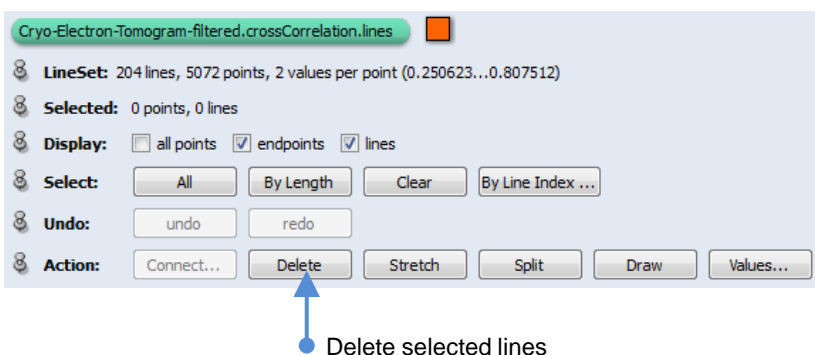 Cryo-Electron-Tomogram-filtered.crossCorrelation.lines
LineSet: 204 lines, 5072 points, 2 values per point (0.250623...0.807512)
Selected: 0 points, 0 lines
Display: all points endpoints lines
Select: All By Length Clear By Line Index ...
Undo: undo redo
Action: Connect... Delete Stretch Split Draw Values...
Delete selected lines